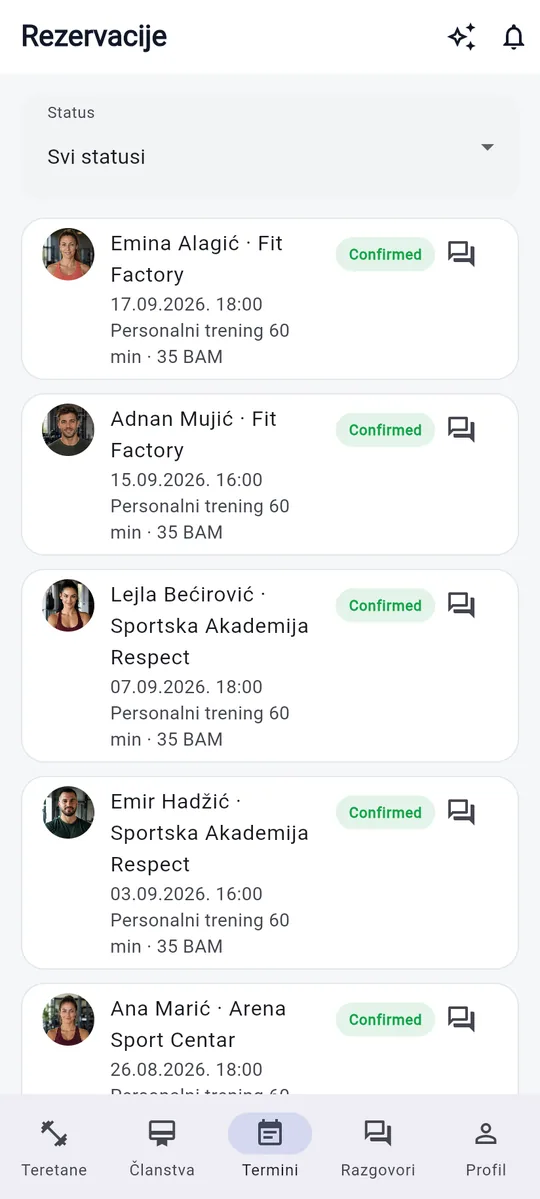 Rezervacije
Status
Svi statusi
Emina Alagić · Fit
Factory
Confirmed
17.09.2026. 18:00
Personalni trening 60
min · 35 BAM
Adnan Mujić · Fit
Factory
Confirmed
15.09.2026. 16:00
Personalni trening 60
min · 35 BAM
Lejla Bećirović ·
Sportska Akademija
Respect
Confirmed
07.09.2026. 18:00
Personalni trening 60
min · 35 BAM
Emir Hadžić ·
Sportska Akademija
Respect
Confirmed
03.09.2026. 16:00
Personalni trening 60
min · 35 BAM
Ana Marić · Arena
Sport Centar
Confirmed
26.08.2026. 18:00
Personalni trening 60
Teretane
Članstva
Termini
Razgovori
Profil